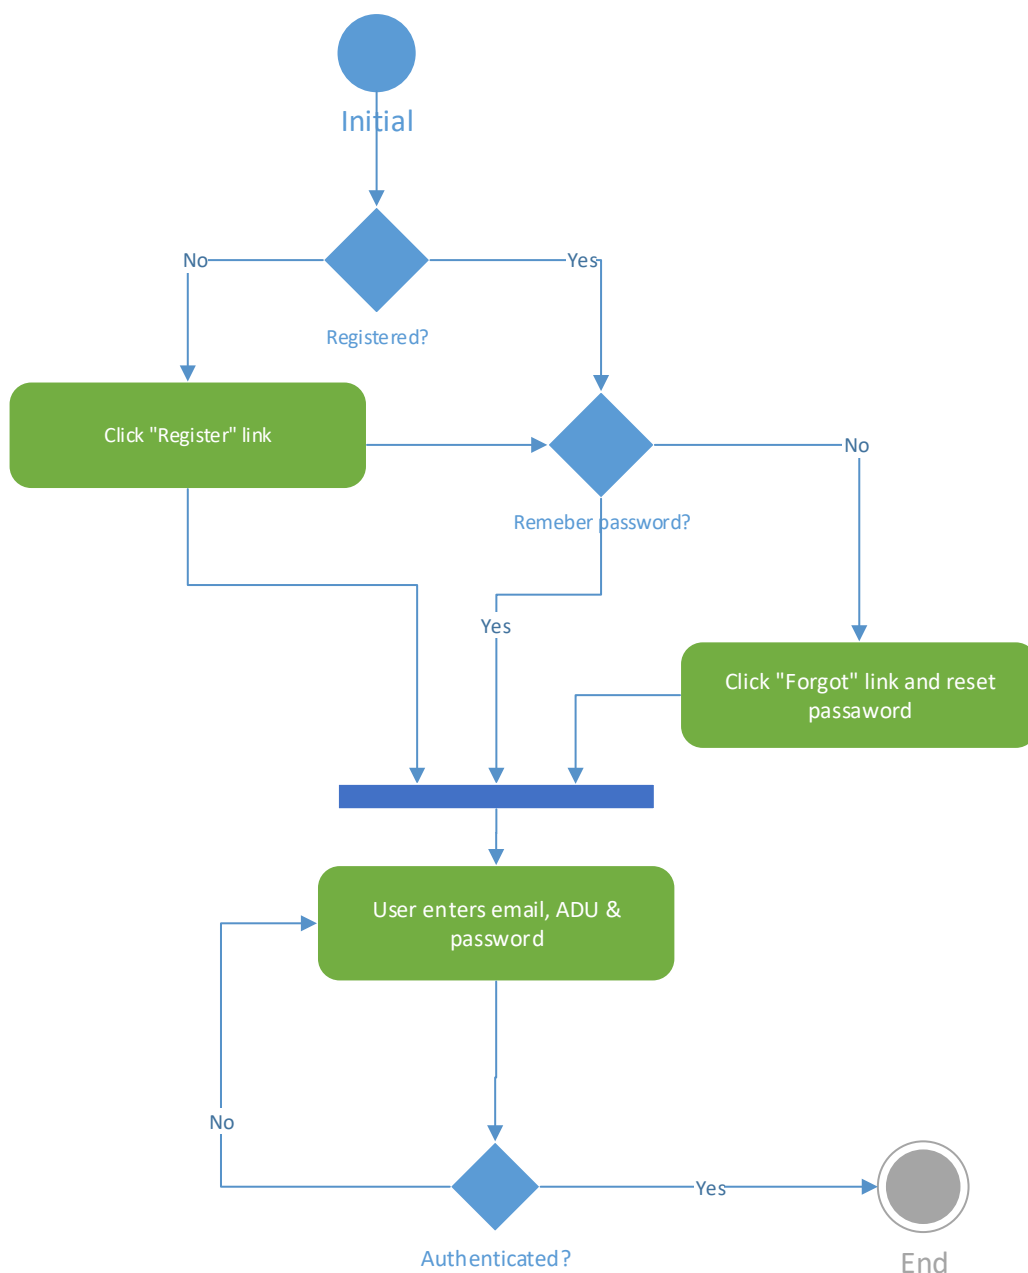 Initial
No
Yes
Registered?
Click "Register" link
No
Remeber password?
Yes
Click "Forgot" link and reset
passaword
User enters email, ADU &
password
No
Yes
Authenticated?
End